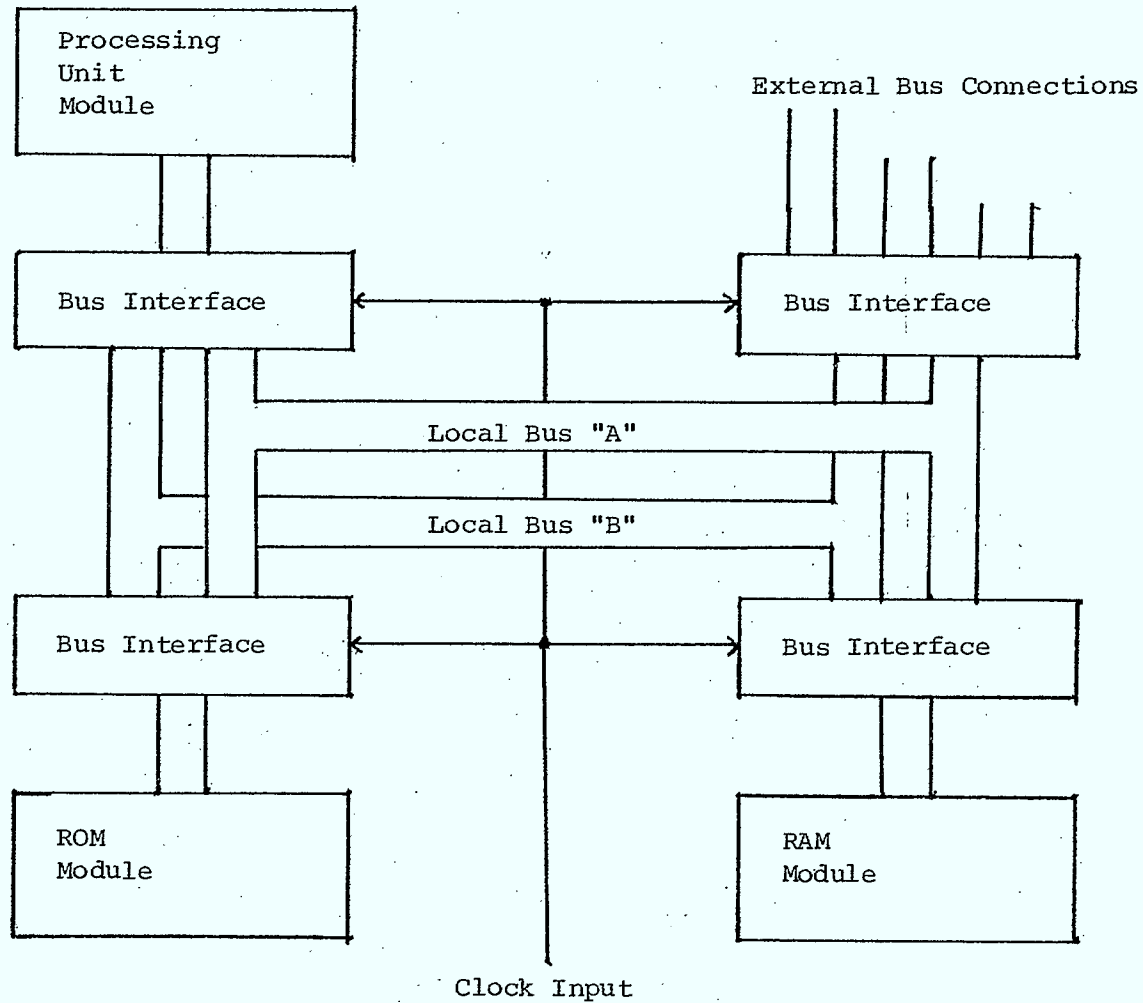 Processing
Unit
Module
External Bus Connections
Bus Interface
Bus Interface
Local Bus "A"
Local Bus "B"
Bus Interface
Bus Interface
ROM
Module
RAM
Module
Clock Input